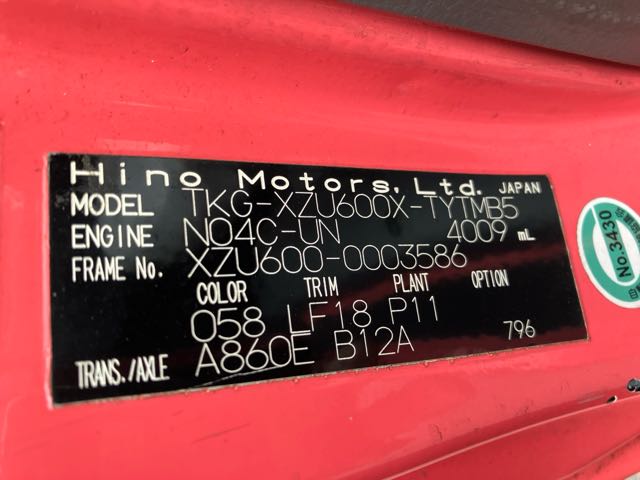 Hino Motors, Ltd. JAPAN
MODEL TKG-XZU600X-TYTMB5
ENGINE N04C-UN 4009 mL
FRAME No. XZU600-0003586
COLOR TRIM PLANT OPTION
058 LF18 P11
TRANS./AXLE A860E B12A 796
No.3430